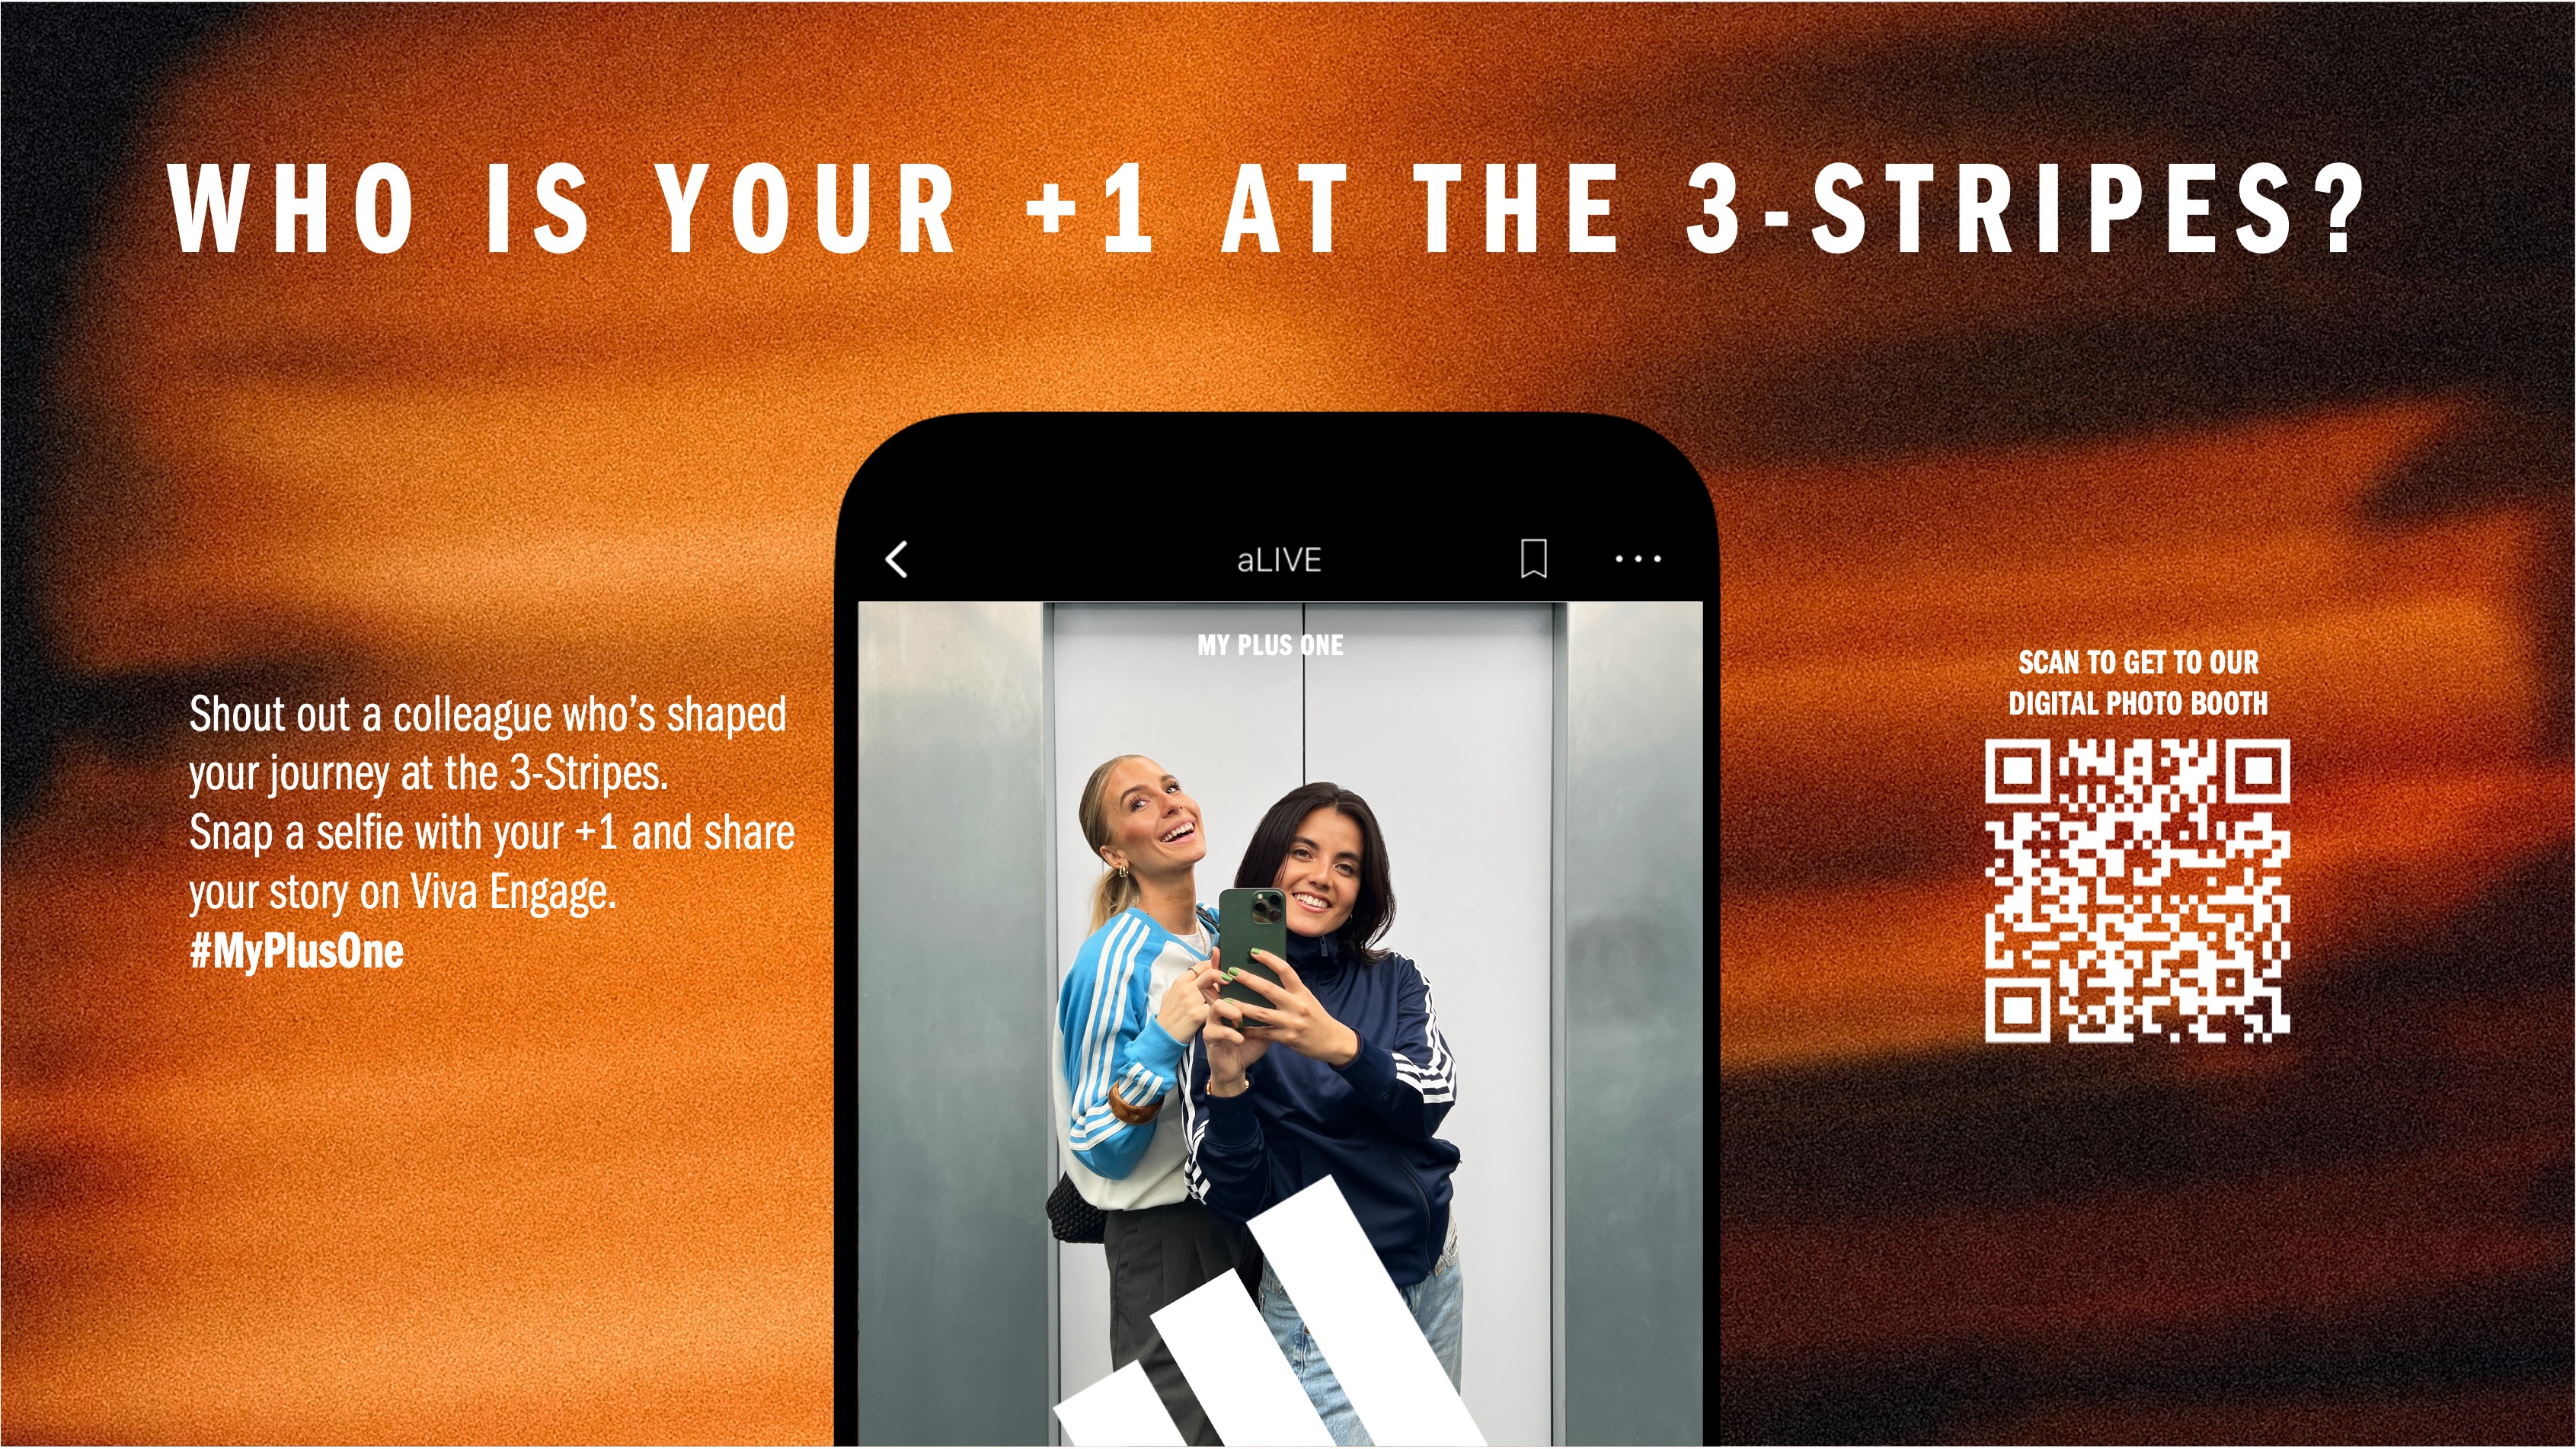 WHO IS YOUR +1 AT THE 3-STRIPES?
Shout out a colleague who’s shaped
your journey at the 3-Stripes.
Snap a selfie with your +1 and share
your story on Viva Engage.
#MyPlusOne
aLIVE
MY PLUS ONE
SCAN TO GET TO OUR
DIGITAL PHOTO BOOTH